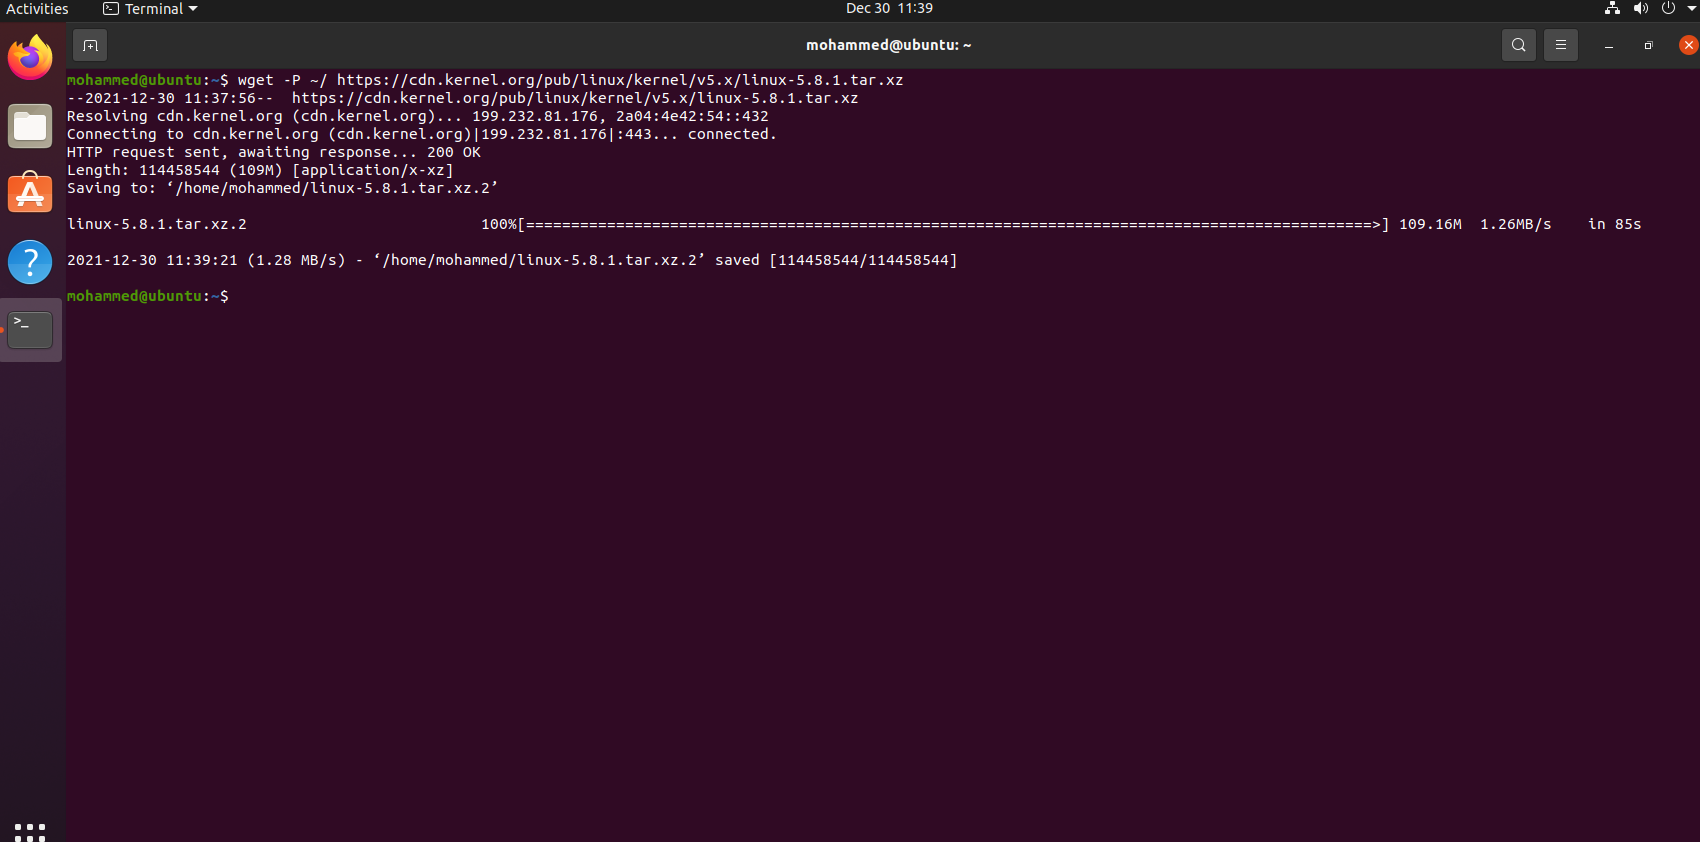 Activities
Terminal
Dec 30 11:39
mohammed@ubuntu: ~
mohammed@ubuntu:~$ wget -P ~/ https://cdn.kernel.org/pub/linux/kernel/v5.x/linux-5.8.1.tar.xz
--2021-12-30 11:37:56--  https://cdn.kernel.org/pub/linux/kernel/v5.x/linux-5.8.1.tar.xz
Resolving cdn.kernel.org (cdn.kernel.org)... 199.232.81.176, 2a04:4e42:54::432
Connecting to cdn.kernel.org (cdn.kernel.org)|199.232.81.176|:443... connected.
HTTP request sent, awaiting response... 200 OK
Length: 114458544 (109M) [application/x-xz]
Saving to: ‘/home/mohammed/linux-5.8.1.tar.xz.2’
linux-5.8.1.tar.xz.2 100%[==============================================================================================>] 109.16M 1.26MB/s in 85s
2021-12-30 11:39:21 (1.28 MB/s) - ‘/home/mohammed/linux-5.8.1.tar.xz.2’ saved [114458544/114458544]
mohammed@ubuntu:~$